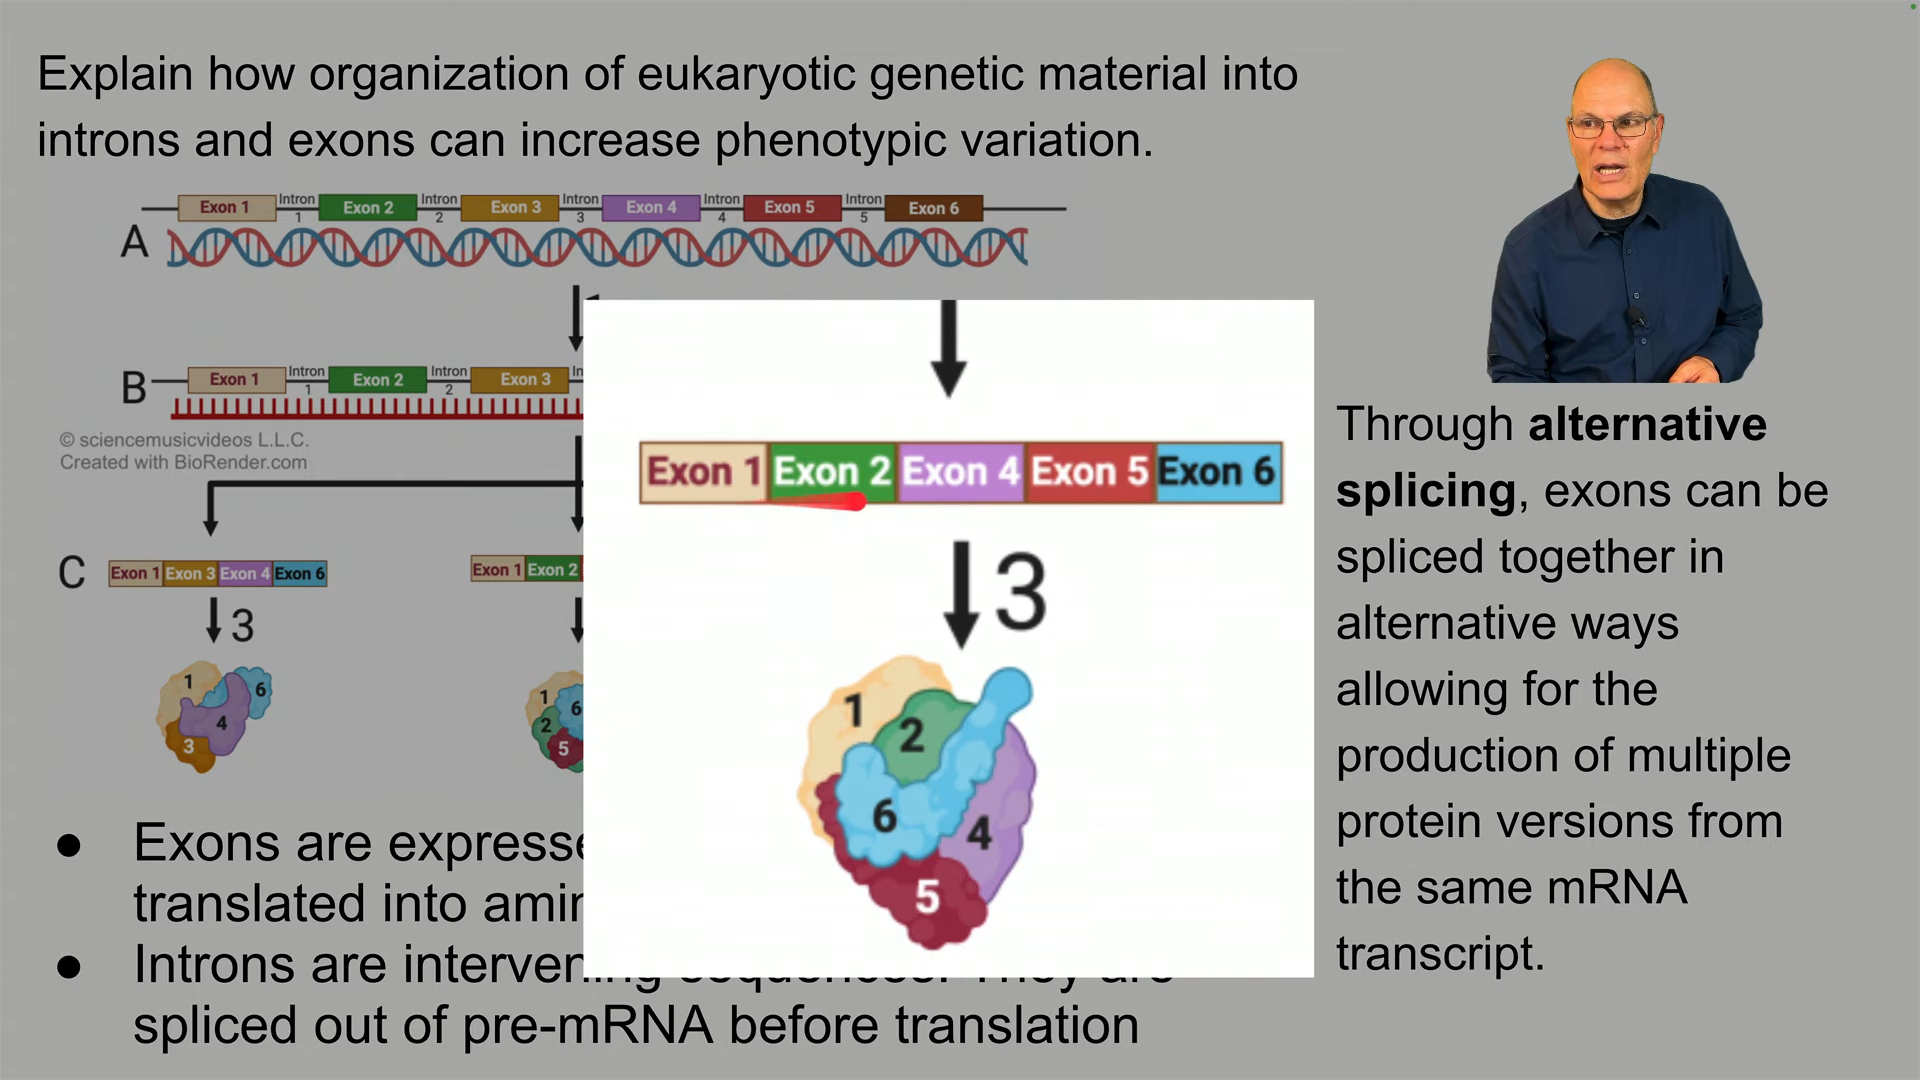 Explain how organization of eukaryotic genetic material into
introns and exons can increase phenotypic variation.
Exon 1 Intron 1 Exon 2 Intron 2 Exon 3 Intron 3 Exon 4 Intron 4 Exon 5 Intron 5 Exon 6
A
B Exon 1 Intron 1 Exon 2 Intron 2 Exon 3
© sciencemusicvideos L.L.C.
Created with BioRender.com
C Exon 1 Exon 3 Exon 4 Exon 6
Exon 1 Exon 2
3
1 6 4 3
1 6 2 5
Exon 1 Exon 2 Exon 4 Exon 5 Exon 6
3
1
2
6
4
5
Through alternative
splicing, exons can be
spliced together in
alternative ways
allowing for the
production of multiple
protein versions from
the same mRNA
transcript.
● Exons are
translated into
● Introns are intervening sequences. They are
spliced out of pre-mRNA before translation